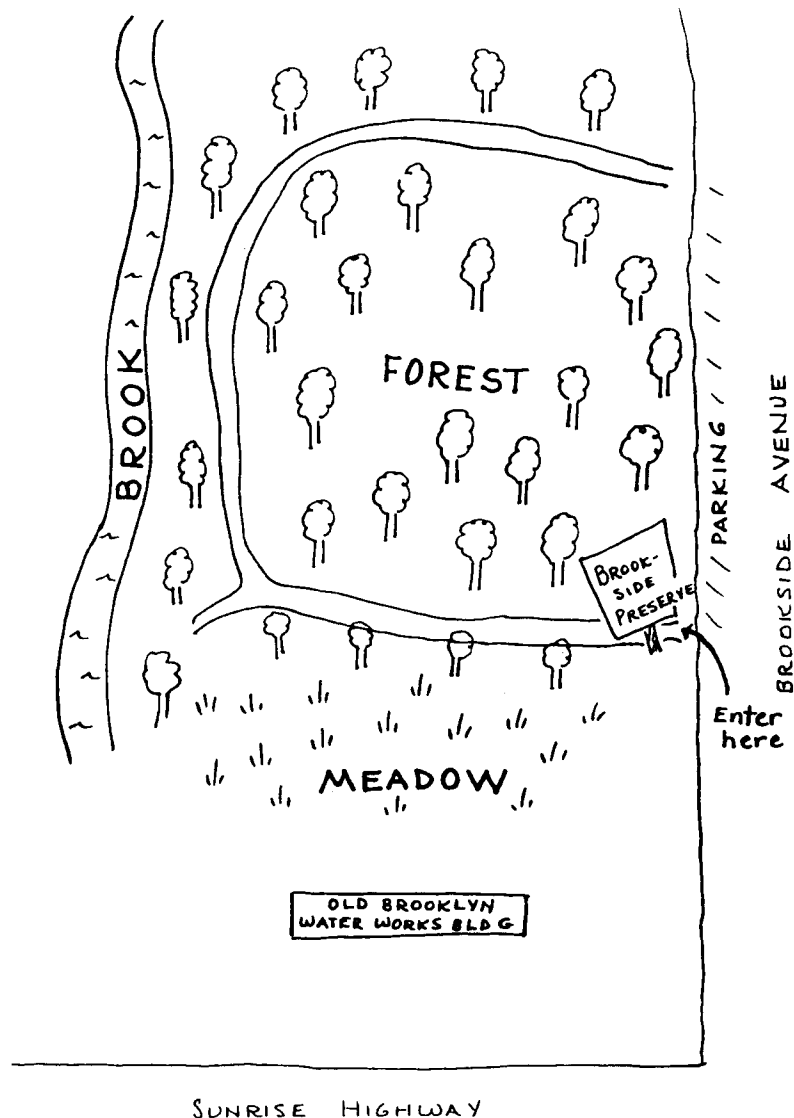 BROOK
FOREST
PARKING
BROOKSIDE AVENUE
BROOK-
SIDE
PRESERVE
Enter
here
MEADOW
OLD BROOKLYN
WATER WORKS BLDG
SUNRISE HIGHWAY